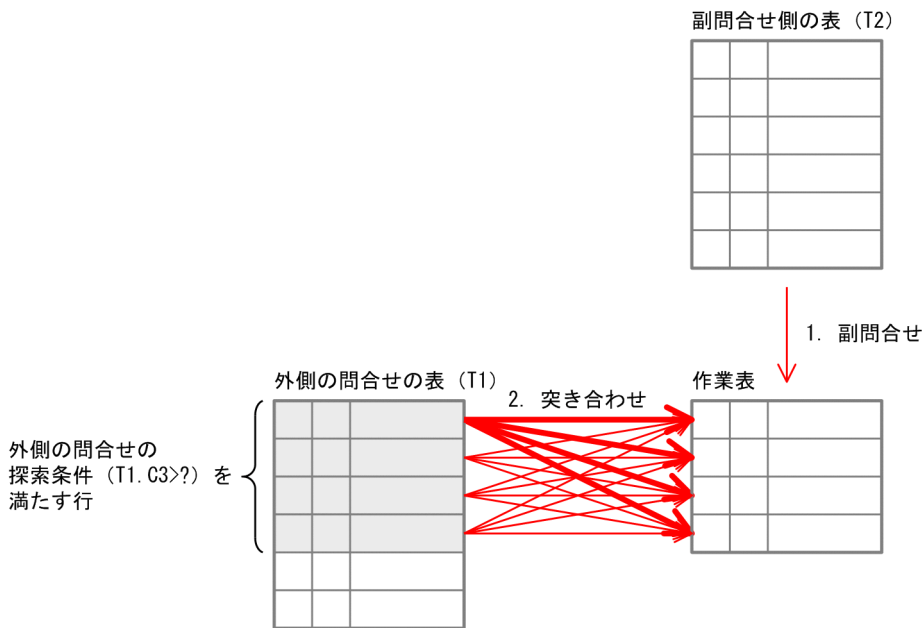 副問合せ側の表（T2）
1. 副問合せ
外側の問合せの表（T1）
2. 突き合わせ
作業表
外側の問合せの
探索条件（T1.C3>?）を
満たす行